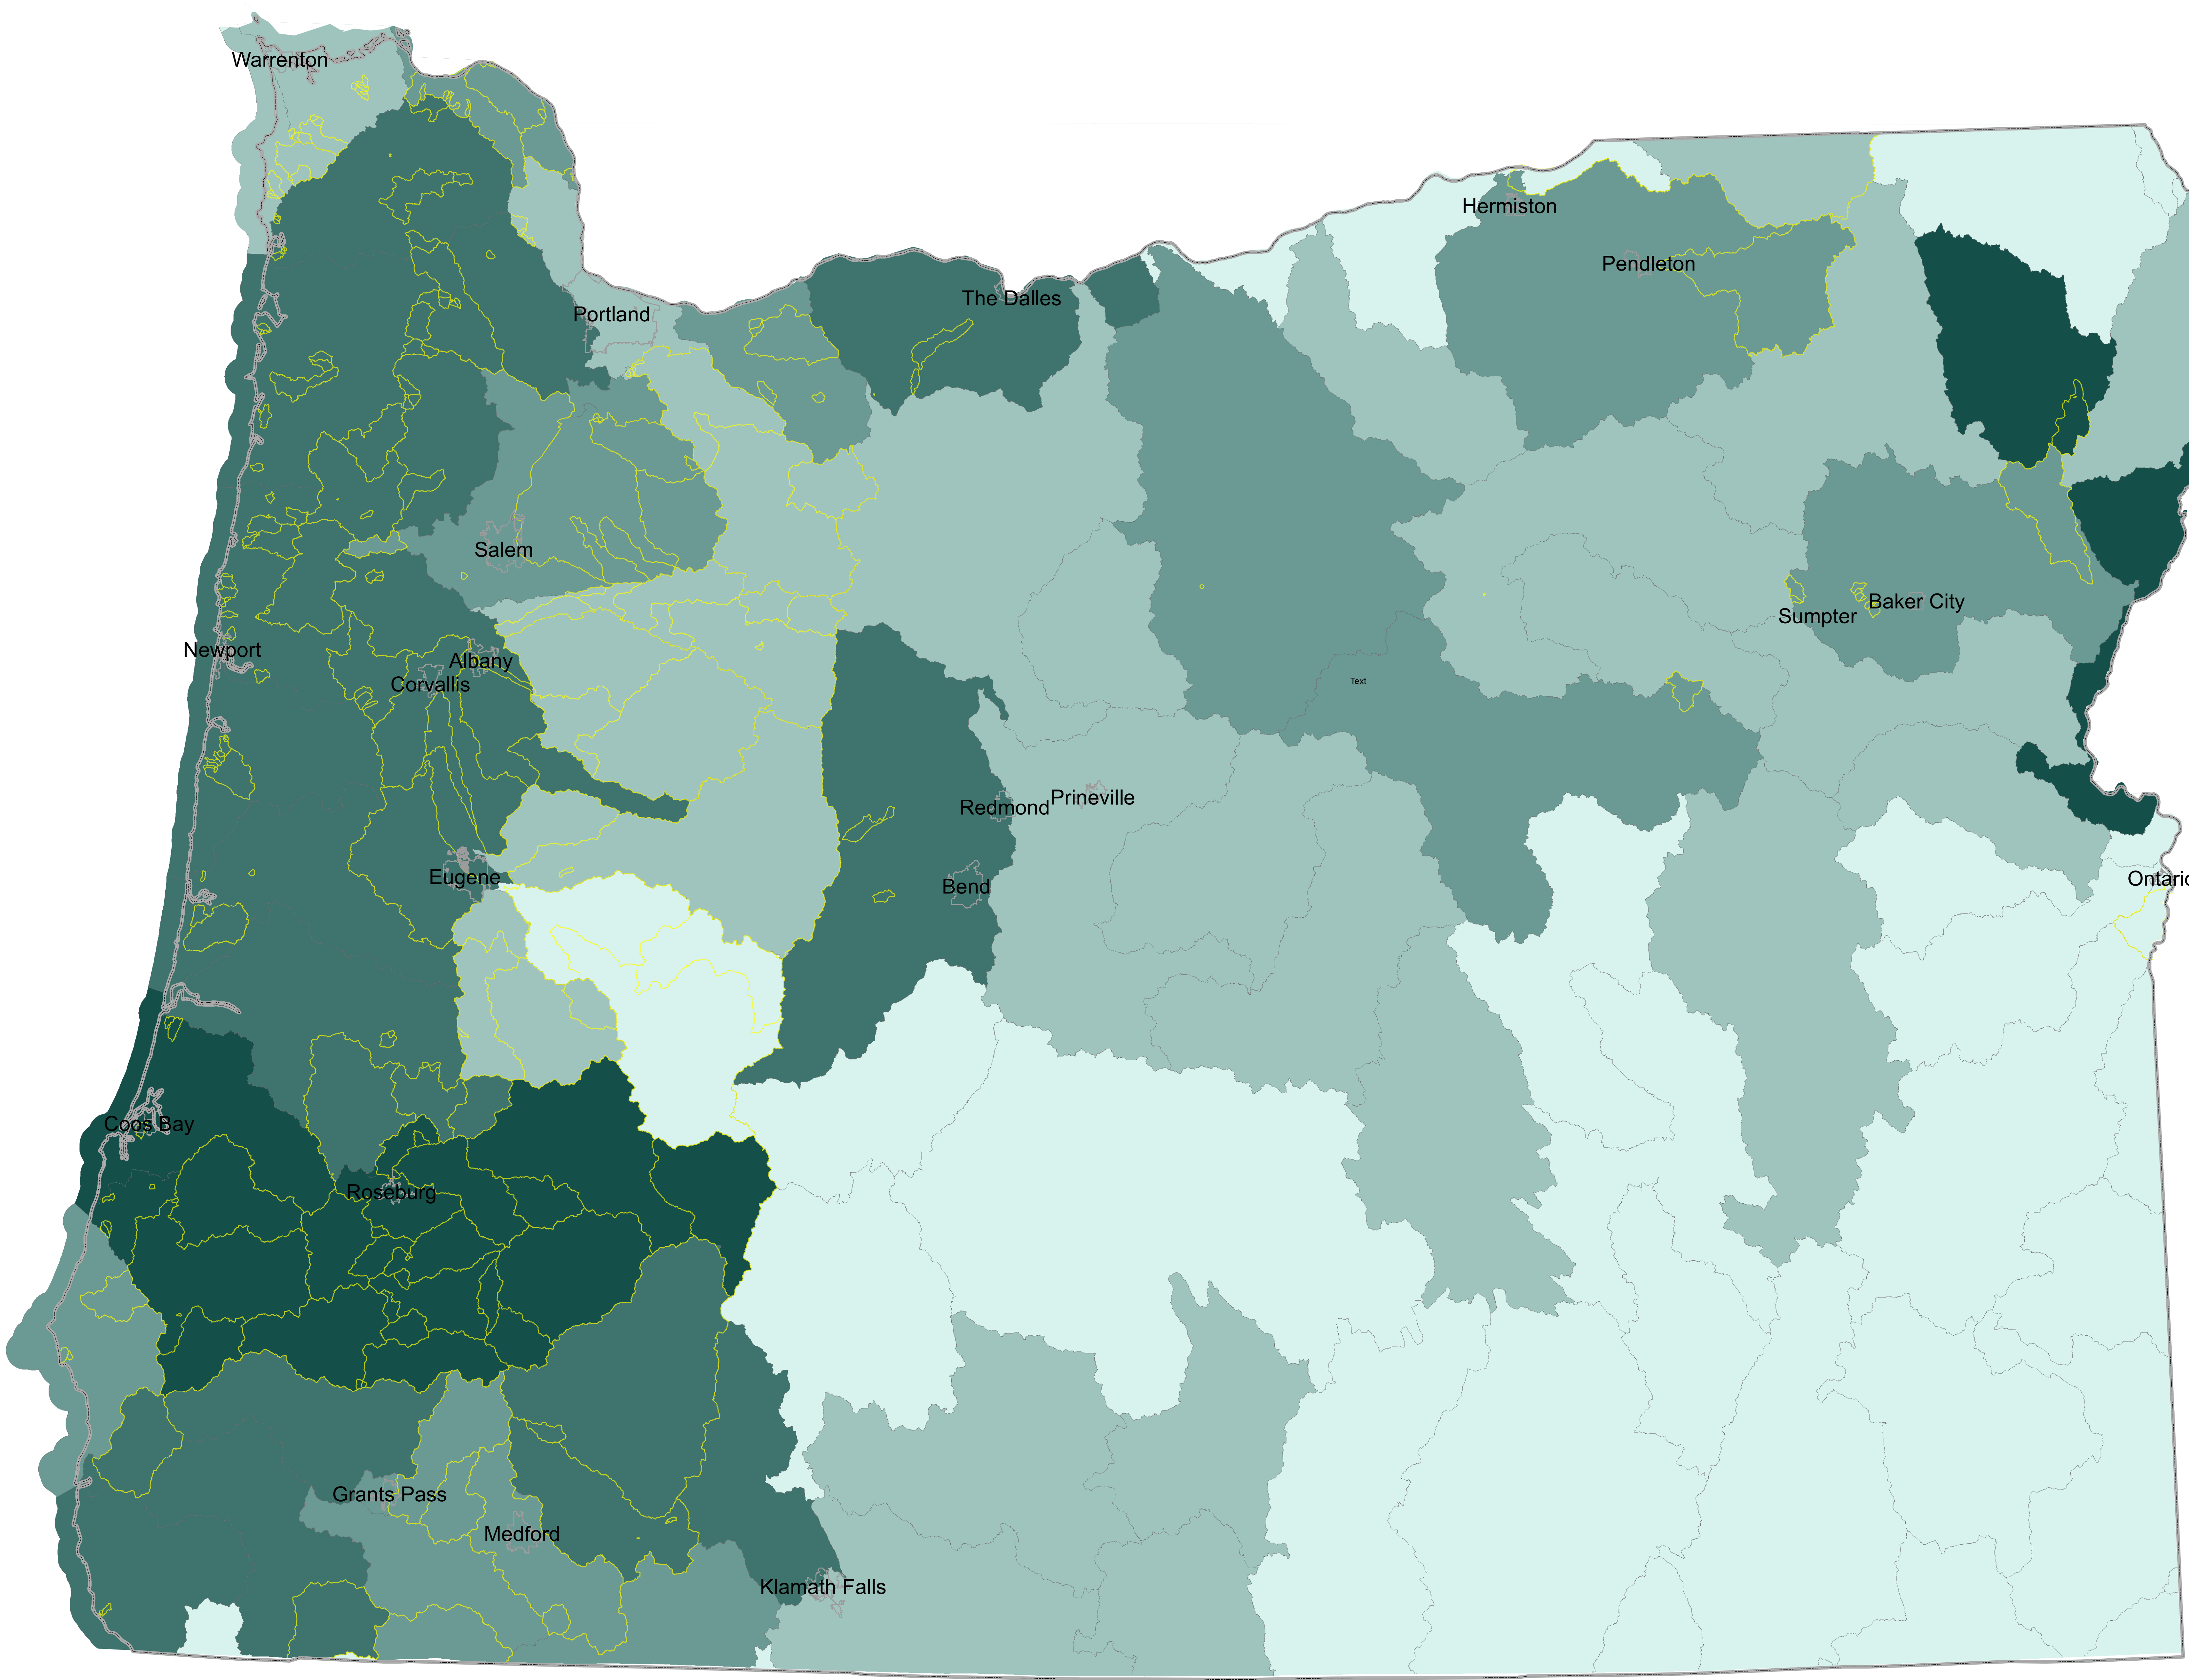 Warrenton
Hermiston
Pendleton
The Dalles
Portland
Salem
Baker City
Sumpter
Newport
Albany
Corvallis
Text
Prineville
Redmond
Eugene
Bend
Ontario
Coos Bay
Roseburg
Grants Pass
Medford
Klamath Falls